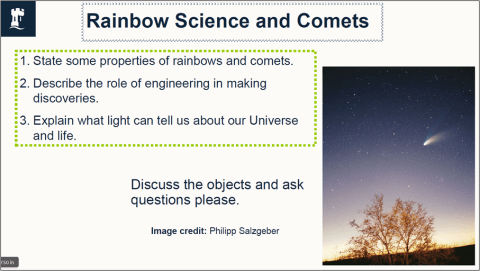 Rainbow Science and Comets
1. State some properties of rainbows and comets.
2. Describe the role of engineering in making
discoveries.
3. Explain what light can tell us about our Universe
and life.
Discuss the objects and ask
questions please.
Image credit: Philipp Salzgeber